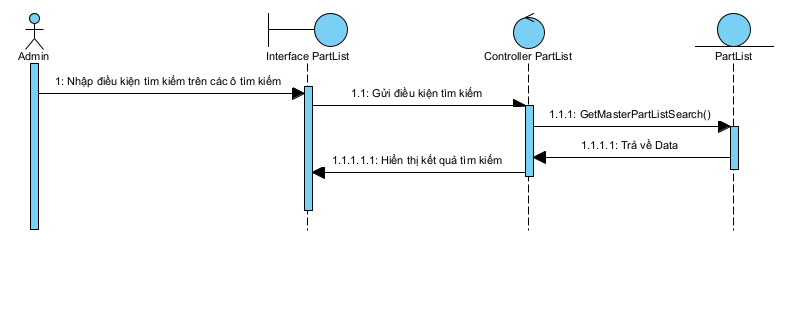 Admin
Interface PartList
Controller PartList
PartList
1: Nhập điều kiện tìm kiếm trên các ô tìm kiếm
1.1: Gửi điều kiện tìm kiếm
1.1.1: GetMasterPartListSearch()
1.1.1.1: Trả về Data
1.1.1.1.1: Hiển thị kết quả tìm kiếm